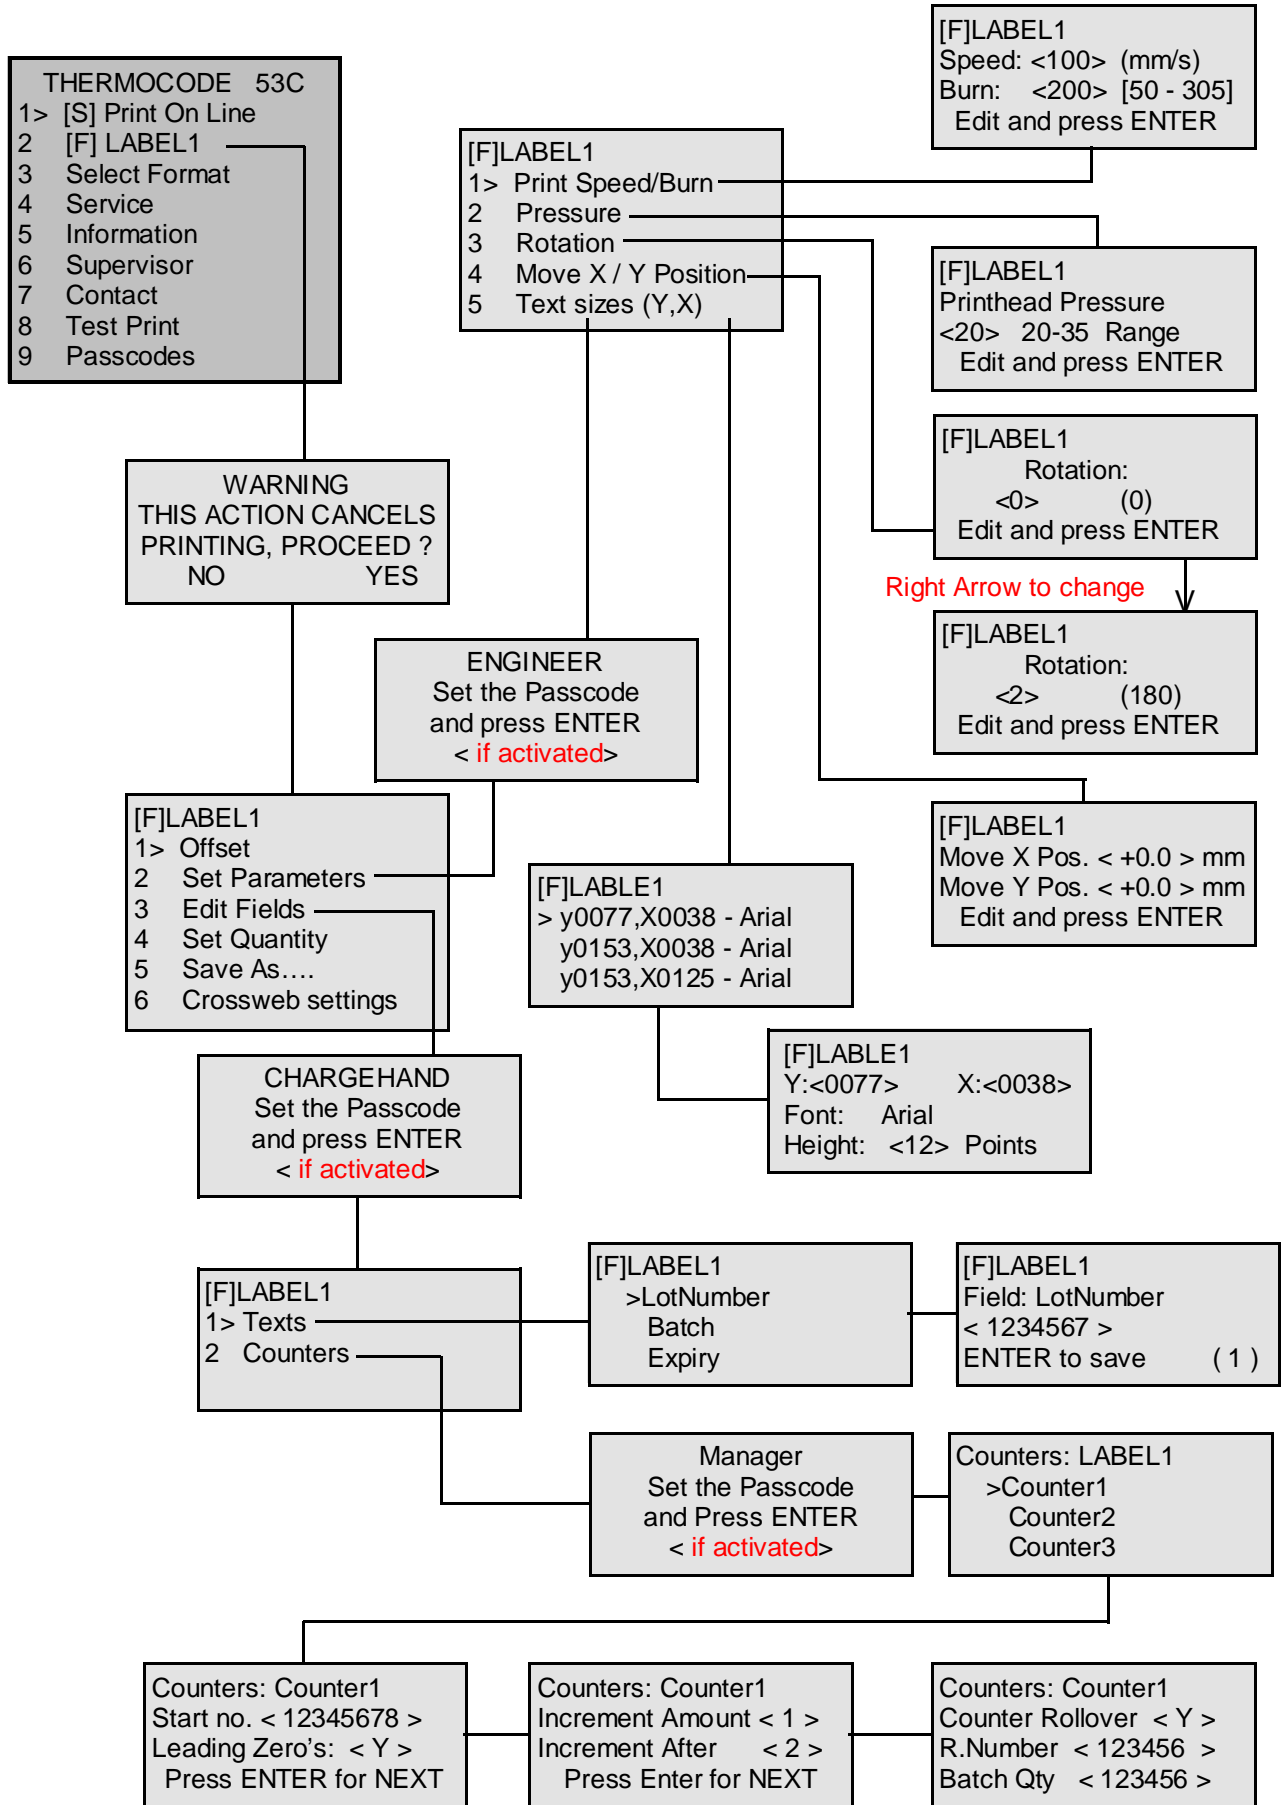 THERMOCODE 53C
1> [S] Print On Line
2 [F] LABEL1
3 Select Format
4 Service
5 Information
6 Supervisor
7 Contact
8 Test Print
9 Passcodes
[F]LABEL1
1> Print Speed/Burn
2 Pressure
3 Rotation
4 Move X / Y Position
5 Text sizes (Y,X)
[F]LABEL1
Speed: <100> (mm/s)
Burn: <200> [50 - 305]
Edit and press ENTER
[F]LABEL1
Printhead Pressure
<20> 20-35 Range
Edit and press ENTER
[F]LABEL1
Rotation:
<0> (0)
Edit and press ENTER
Right Arrow to change
[F]LABEL1
Rotation:
<2> (180)
Edit and press ENTER
[F]LABEL1
Move X Pos. < +0.0 > mm
Move Y Pos. < +0.0 > mm
Edit and press ENTER
WARNING
THIS ACTION CANCELS
PRINTING, PROCEED ?
NO YES
ENGINEER
Set the Passcode
and press ENTER
< if activated>
[F]LABEL1
1> Offset
2 Set Parameters
3 Edit Fields
4 Set Quantity
5 Save As....
6 Crossweb settings
[F]LABLE1
> y0077,X0038 - Arial
y0153,X0038 - Arial
y0153,X0125 - Arial
[F]LABLE1
Y:<0077> X:<0038>
Font: Arial
Height: <12> Points
CHARGEHAND
Set the Passcode
and press ENTER
< if activated>
[F]LABEL1
1> Texts
2 Counters
[F]LABEL1
>LotNumber
Batch
Expiry
[F]LABEL1
Field: LotNumber
< 1234567 >
ENTER to save ( 1 )
Manager
Set the Passcode
and Press ENTER
< if activated>
Counters: LABEL1
>Counter1
Counter2
Counter3
Counters: Counter1
Start no. < 12345678 >
Leading Zero's: < Y >
Press ENTER for NEXT
Counters: Counter1
Increment Amount < 1 >
Increment After < 2 >
Press Enter for NEXT
Counters: Counter1
Counter Rollover < Y >
R.Number < 123456 >
Batch Qty < 123456 >